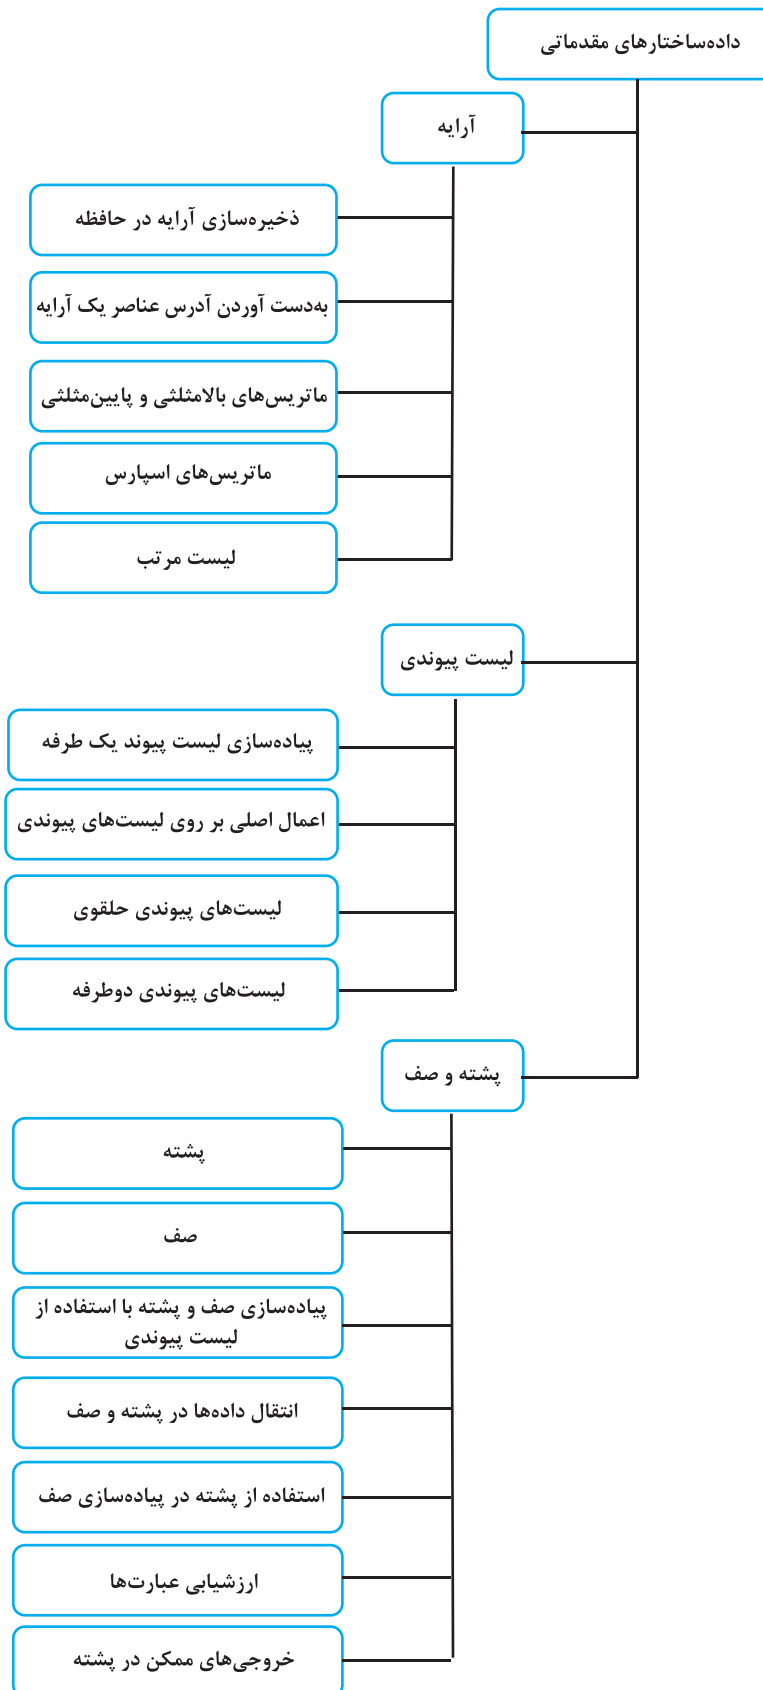 داده‌ساختارهای مقدماتی
آرایه
ذخیره‌سازی آرایه در حافظه
به‌دست آوردن آدرس عناصر یک آرایه
ماتریس‌های بالامثلثی و پایین‌مثلثی
ماتریس‌های اسپارس
لیست مرتب
لیست پیوندی
پیاده‌سازی لیست پیوند یک طرفه
اعمال اصلی بر روی لیست‌های پیوندی
لیست‌های پیوندی حلقوی
لیست‌های پیوندی دوطرفه
پشته و صف
پشته
صف
پیاده‌سازی صف و پشته با استفاده از
لیست پیوندی
انتقال داده‌ها در پشته و صف
استفاده از پشته در پیاده‌سازی صف
ارزشیابی عبارت‌ها
خروجی‌های ممکن در پشته